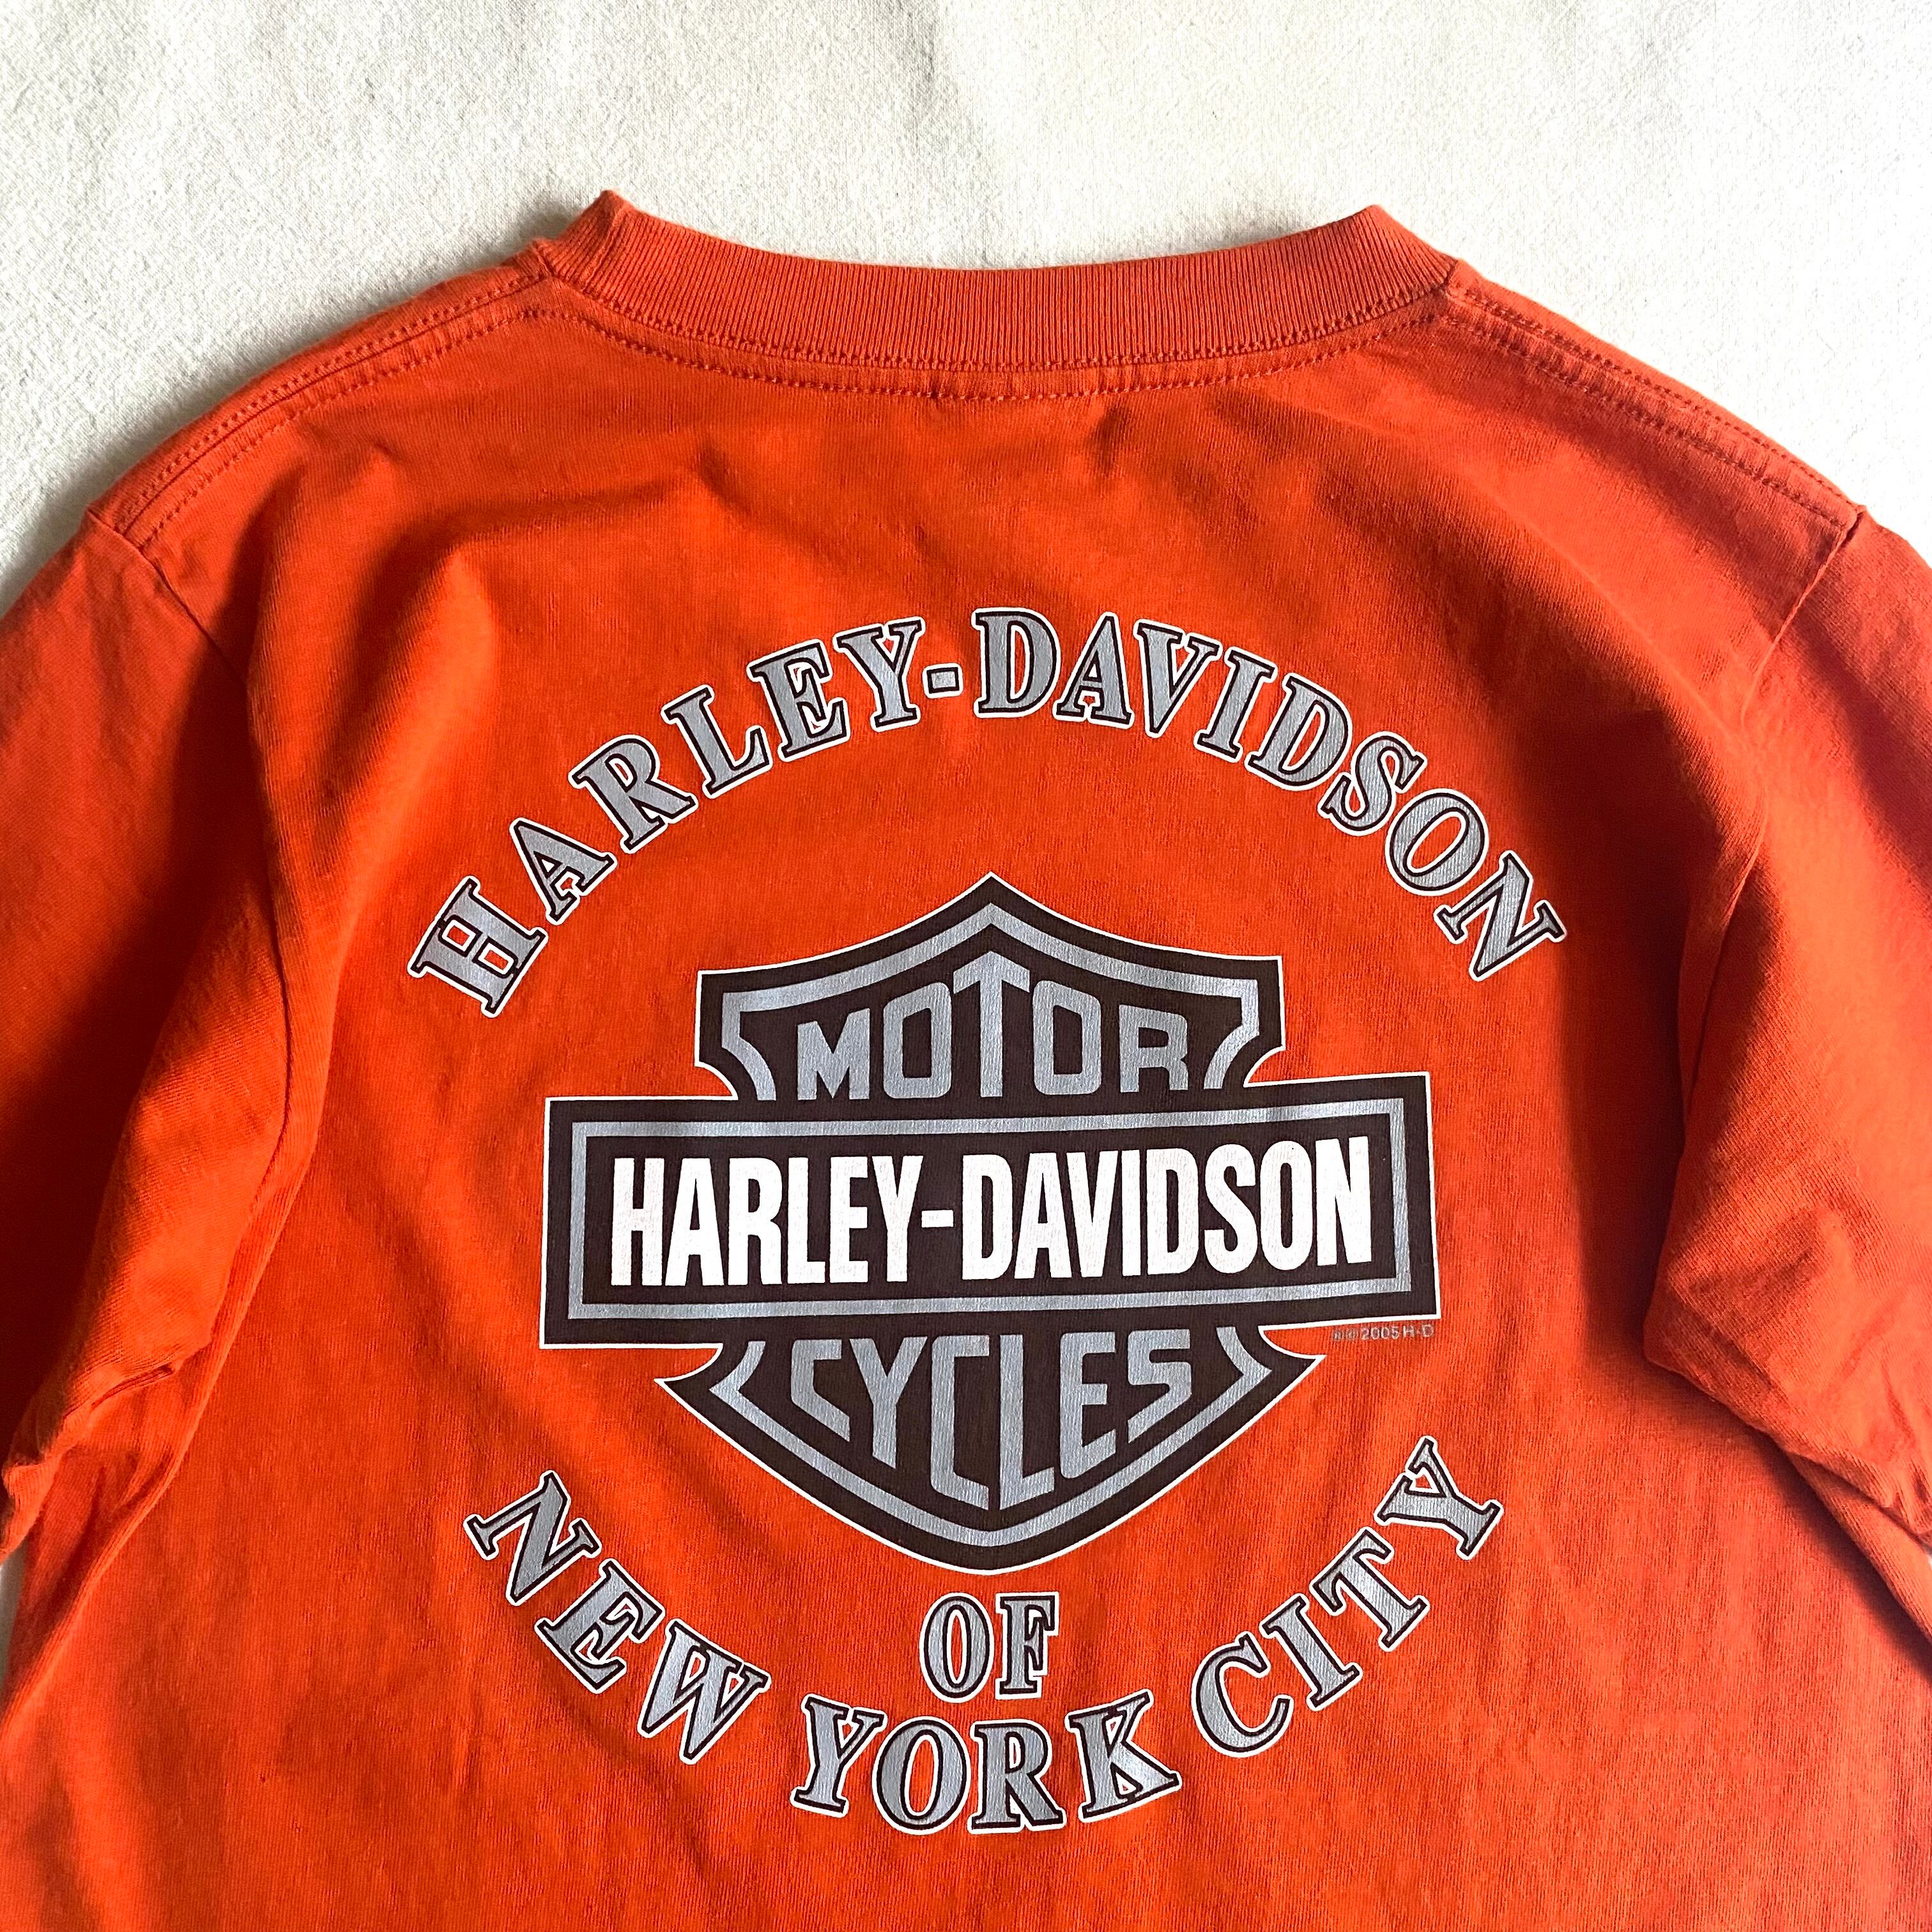 HARLEY-DAVIDSON
MOTOR
HARLEY-DAVIDSON
CYCLES
®©2005 H-D
OF
NEW YORK CITY